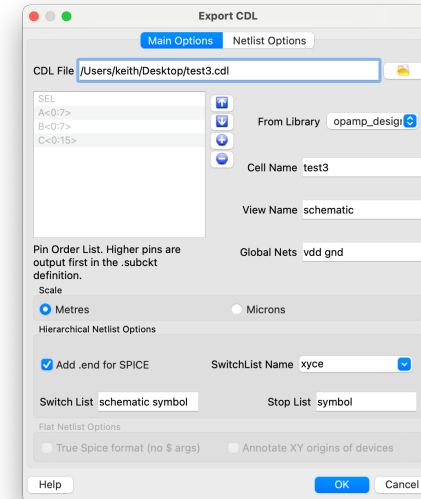 Export CDL
Main Options Netlist Options
CDL File /Users/keith/Desktop/test3.cdl
SEL
A<0:7>
B<0:7>
C<0:15>
From Library opamp_desigr
Cell Name test3
View Name schematic
Pin Order List. Higher pins are
output first in the .subckt
definition.
Global Nets vdd gnd
Scale
Metres Microns
Hierarchical Netlist Options
Add .end for SPICE SwitchList Name xyce
Switch List schematic symbol Stop List symbol
Flat Netlist Options
True Spice format (no $ args) Annotate XY origins of devices
Help OK Cancel